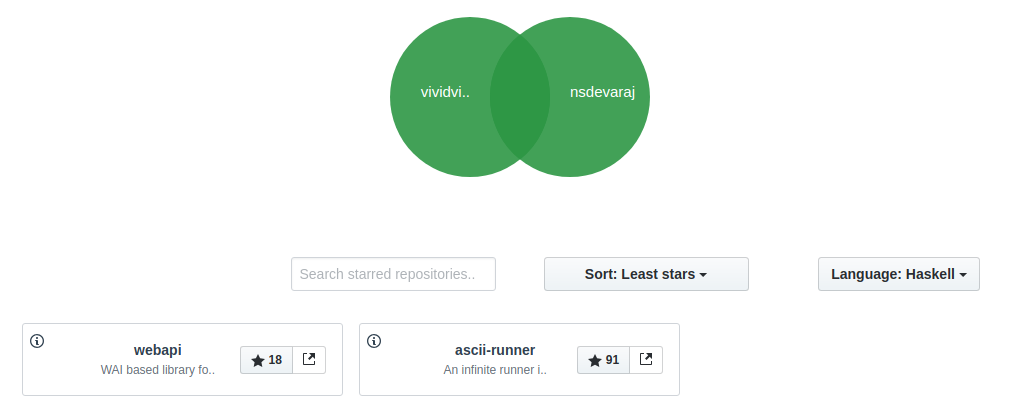 vividvi..
nsdevaraj
Search starred repositories..
Sort: Least stars
Language: Haskell
webapi
WAI based library fo..
18
ascii-runner
An infinite runner i..
91